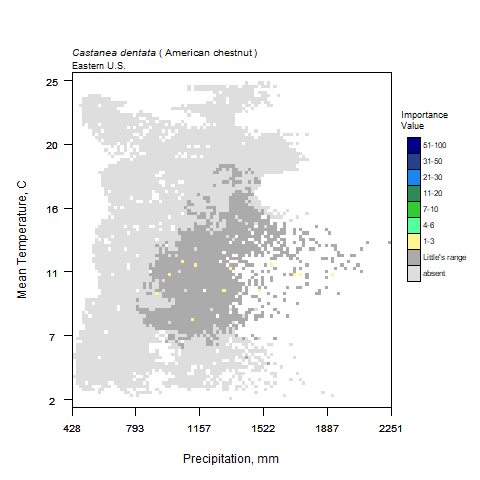 Castanea dentata ( American chestnut )
Eastern U.S.
25
20
16
11
7
2
Mean Temperature, C
428 793 1157 1522 1887 2251
Precipitation, mm
Importance
Value
51-100
31-50
21-30
11-20
7-10
4-6
1-3
Little's range
absent